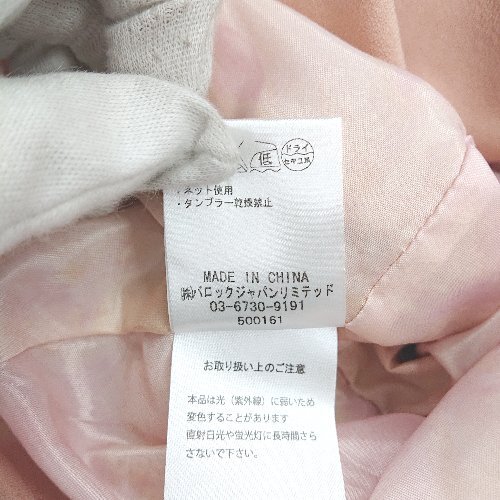 低
ドライ
セキユ系
・ネット使用
・タンブラー乾燥禁止
MADE IN CHINA
㈱バロックジャパンリミテッド
03-6730-9191
500161
お取り扱い上のご注意
本品は光（紫外線）に弱いため
変色することがあります
直射日光や蛍光灯に長時間さら
さないで下さい。